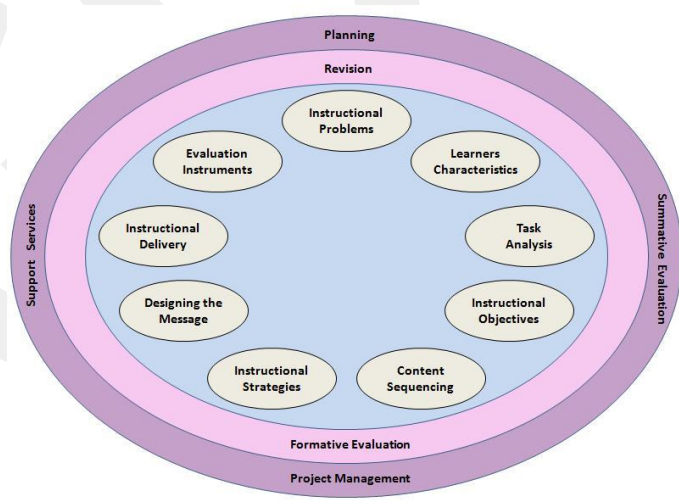 Planning
Revision
Instructional
Problems
Evaluation
Instruments
Learners
Characteristics
Instructional
Delivery
Task
Analysis
Support Services
Summative Evaluation
Designing the
Message
Instructional
Objectives
Instructional
Strategies
Content
Sequencing
Formative Evaluation
Project Management